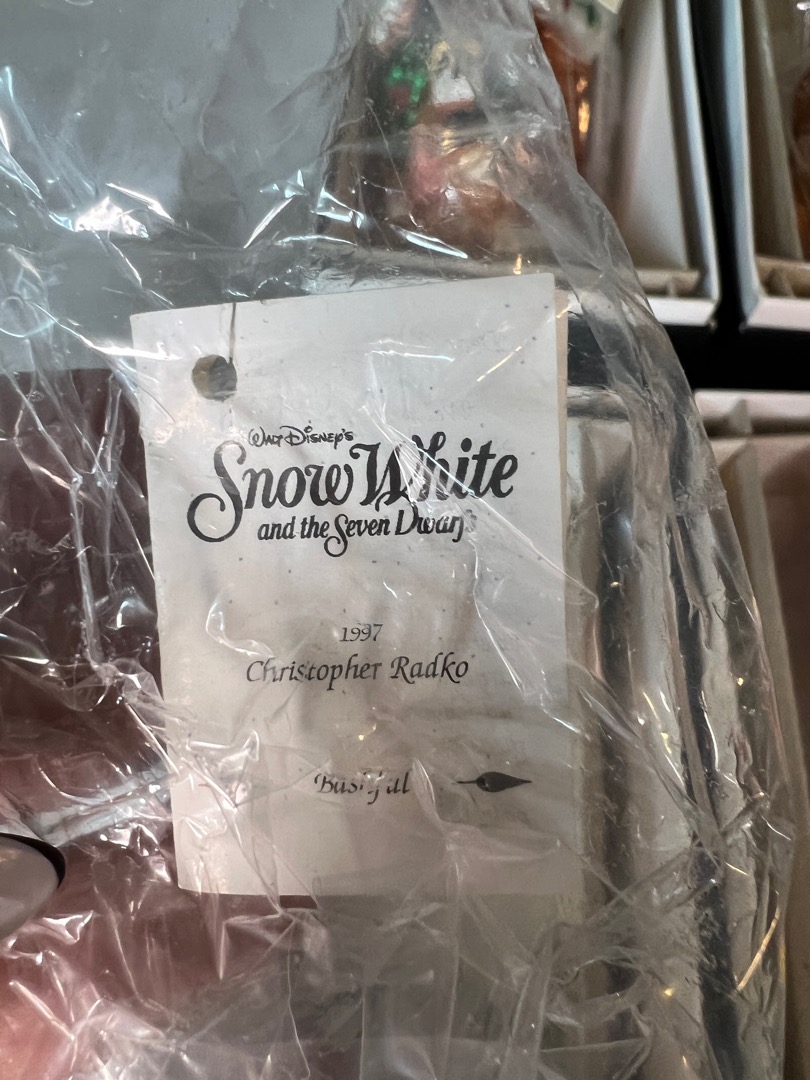 Walt Disney's
Snow White
and the Seven Dwarfs
1997
Christopher Radko
Bashful